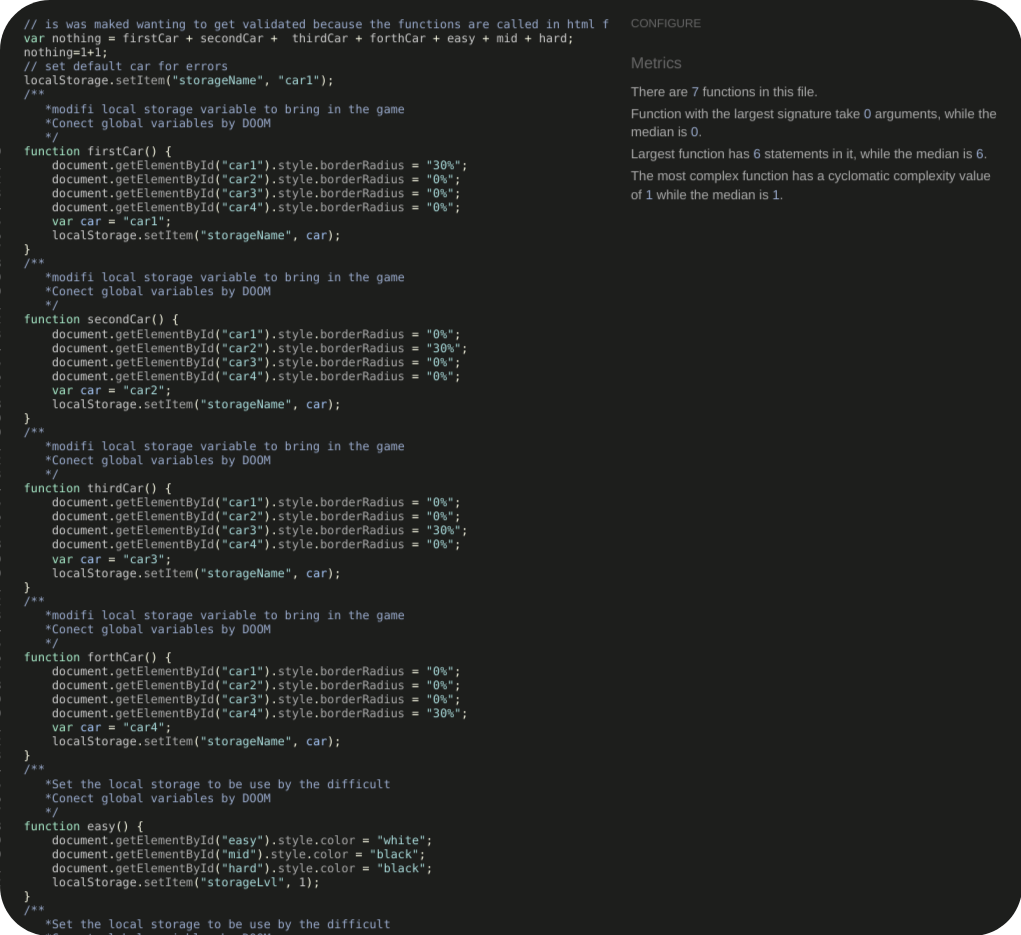 // is was maked wanting to get validated because the functions are called in html f
var nothing = firstCar + secondCar +  thirdCar + forthCar + easy + mid + hard;
nothing=1+1;
// set default car for errors
localStorage.setItem("storageName", "car1");
/**
   *modifi local storage variable to bring in the game
   *Conect global variables by DOOM
   */
function firstCar() {
    document.getElementById("car1").style.borderRadius = "30%";
    document.getElementById("car2").style.borderRadius = "0%";
    document.getElementById("car3").style.borderRadius = "0%";
    document.getElementById("car4").style.borderRadius = "0%";
    var car = "car1";
    localStorage.setItem("storageName", car);
}
/**
   *modifi local storage variable to bring in the game
   *Conect global variables by DOOM
   */
function secondCar() {
    document.getElementById("car1").style.borderRadius = "0%";
    document.getElementById("car2").style.borderRadius = "30%";
    document.getElementById("car3").style.borderRadius = "0%";
    document.getElementById("car4").style.borderRadius = "0%";
    var car = "car2";
    localStorage.setItem("storageName", car);
}
/**
   *modifi local storage variable to bring in the game
   *Conect global variables by DOOM
   */
function thirdCar() {
    document.getElementById("car1").style.borderRadius = "0%";
    document.getElementById("car2").style.borderRadius = "0%";
    document.getElementById("car3").style.borderRadius = "30%";
    document.getElementById("car4").style.borderRadius = "0%";
    var car = "car3";
    localStorage.setItem("storageName", car);
}
/**
   *modifi local storage variable to bring in the game
   *Conect global variables by DOOM
   */
function forthCar() {
    document.getElementById("car1").style.borderRadius = "0%";
    document.getElementById("car2").style.borderRadius = "0%";
    document.getElementById("car3").style.borderRadius = "0%";
    document.getElementById("car4").style.borderRadius = "30%";
    var car = "car4";
    localStorage.setItem("storageName", car);
}
/**
   *Set the local storage to be use by the difficult
   *Conect global variables by DOOM
   */
function easy() {
    document.getElementById("easy").style.color = "white";
    document.getElementById("mid").style.color = "black";
    document.getElementById("hard").style.color = "black";
    localStorage.setItem("storageLvl", 1);
}
/**
   *Set the local storage to be use by the difficult
CONFIGURE
Metrics
There are 7 functions in this file.
Function with the largest signature take 0 arguments, while the
median is 0.
Largest function has 6 statements in it, while the median is 6.
The most complex function has a cyclomatic complexity value
of 1 while the median is 1.